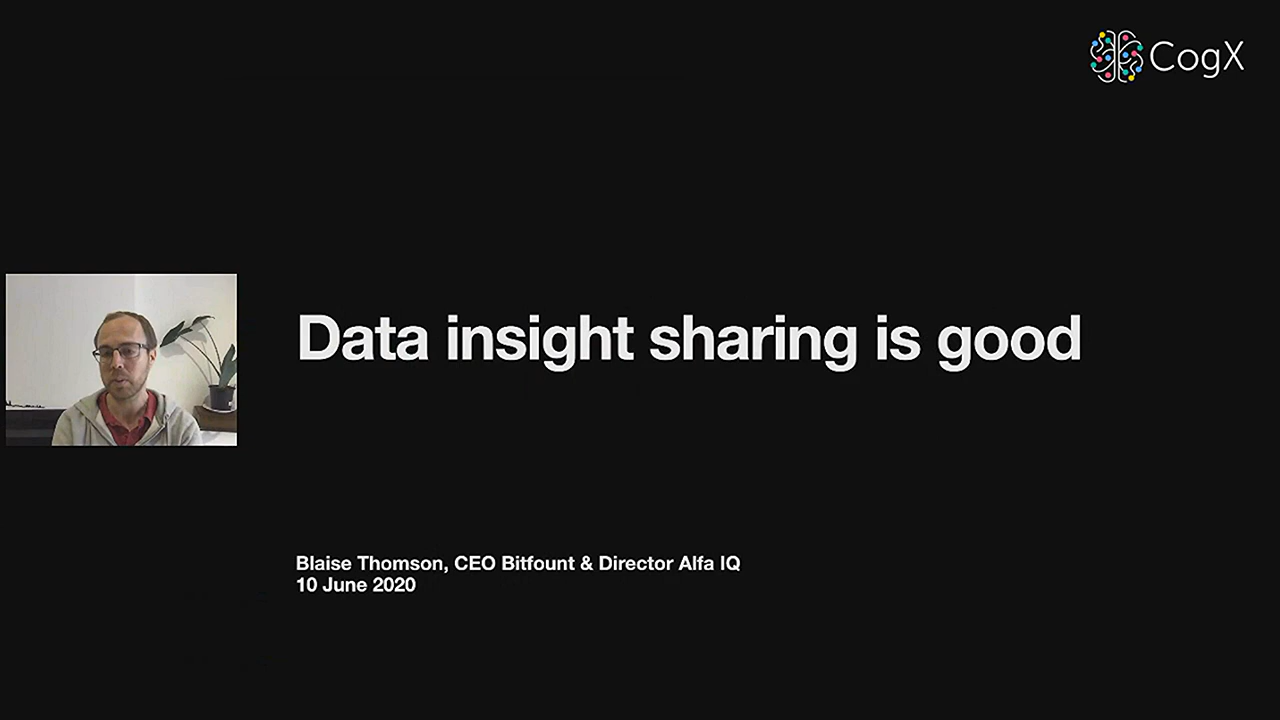 CogX
Data insight sharing is good
Blaise Thomson, CEO Bitfount & Director Alfa IQ
10 June 2020